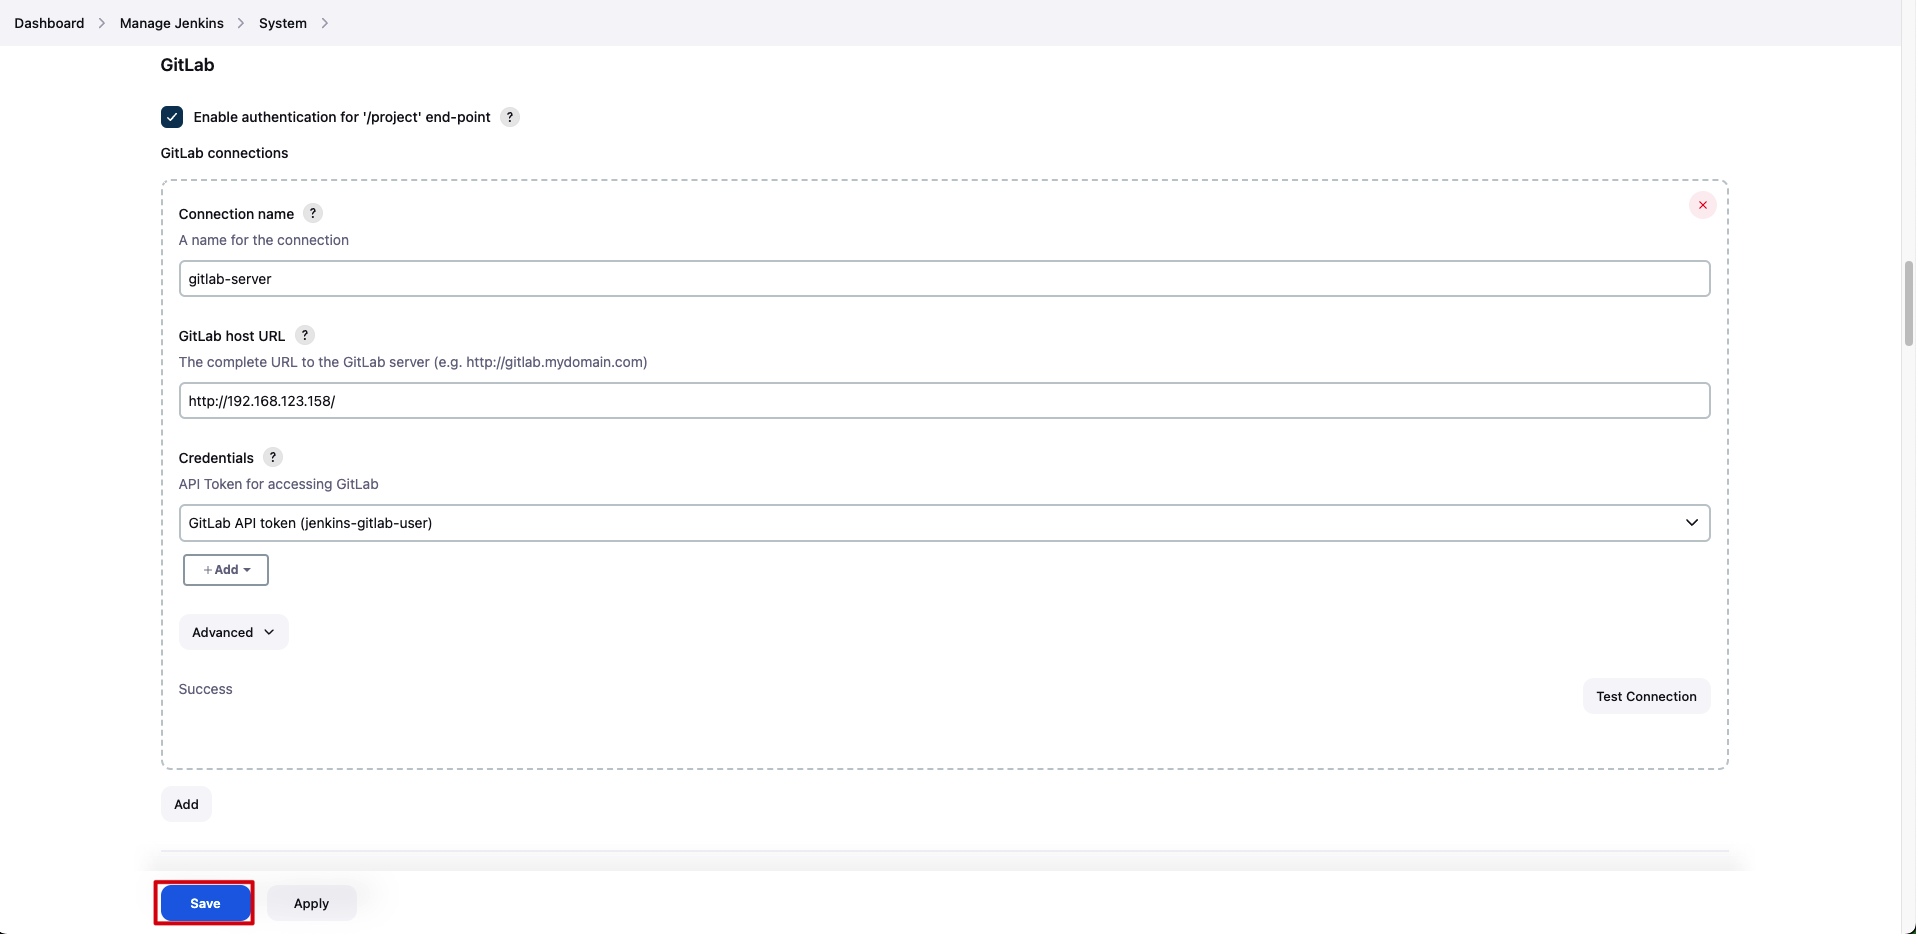 Dashboard > Manage Jenkins > System >
GitLab
Enable authentication for '/project' end-point ?
GitLab connections
Connection name ?
A name for the connection
gitlab-server
GitLab host URL ?
The complete URL to the GitLab server (e.g. http://gitlab.mydomain.com)
http://192.168.123.158/
Credentials ?
API Token for accessing GitLab
GitLab API token (jenkins-gitlab-user)
+ Add
Advanced
Success
Test Connection
Add
Save Apply